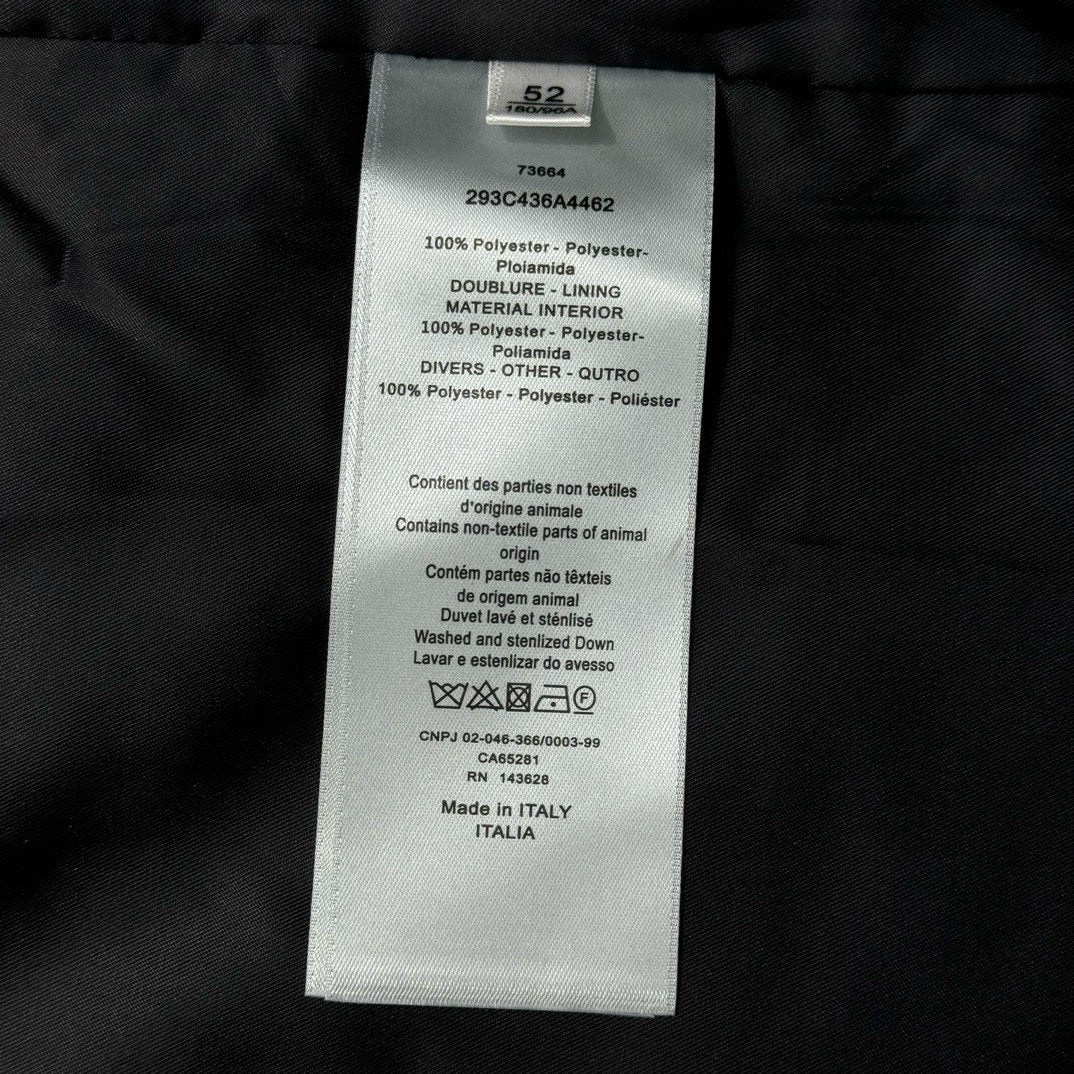 52
180/96A
73664
293C436A4462
100% Polyester - Polyester-
Ploiamida
DOUBLURE - LINING
MATERIAL INTERIOR
100% Polyester - Polyester-
Poliamida
DIVERS - OTHER - QUTRO
100% Polyester - Polyester - Poliéster
Contient des parties non textiles
d'origine animale
Contains non-textile parts of animal
origin
Contém partes não têxteis
de origem animal
Duvet lavé et sténlisé
Washed and stenlized Down
Lavar e estenlizar do avesso
F
CNPJ 02-046-366/0003-99
CA65281
RN 143628
Made in ITALY
ITALIA